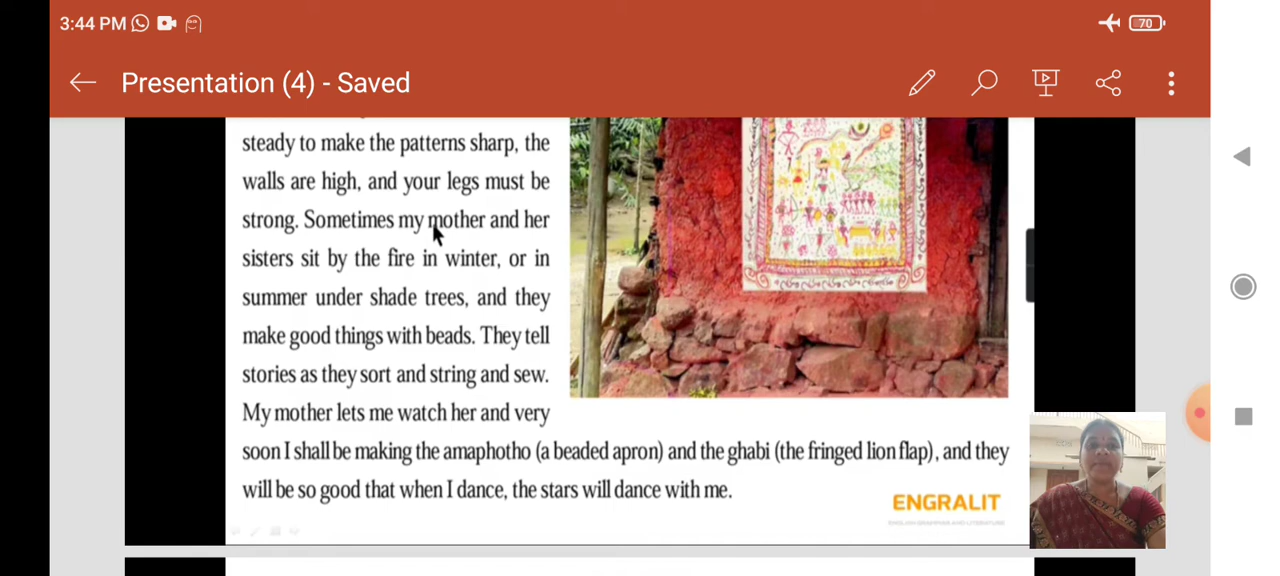 3:44 PM
70
Presentation (4) - Saved
steady to make the patterns sharp, the
walls are high, and your legs must be
strong. Sometimes my mother and her
sisters sit by the fire in winter, or in
summer under shade trees, and they
make good things with beads. They tell
stories as they sort and string and sew.
My mother lets me watch her and very
soon I shall be making the amaphotho (a beaded apron) and the ghabi (the fringed lion flap), and they
will be so good that when I dance, the stars will dance with me.
ENGRALIT
ENGLISH GRAMMAR AND LITERATURE